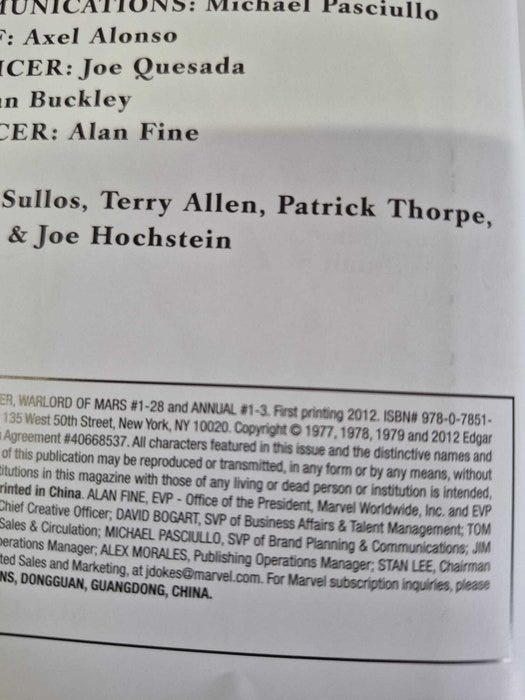 MUNICATIONS: Michael Pasciullo
F: Axel Alonso
ICER: Joe Quesada
an Buckley
CER: Alan Fine
Sullos, Terry Allen, Patrick Thorpe,
& Joe Hochstein
ER, WARLORD OF MARS #1-28 and ANNUAL #1-3. First printing 2012. ISBN# 978-0-7851-
135 West 50th Street, New York, NY 10020. Copyright © 1977, 1978, 1979 and 2012 Edgar
Agreement #40668537. All characters featured in this issue and the distinctive names and
of this publication may be reproduced or transmitted, in any form or by any means, without
titutions in this magazine with those of any living or dead person or institution is intended,
rinted in China. ALAN FINE, EVP - Office of the President, Marvel Worldwide, Inc. and EVP
Chief Creative Officer; DAVID BOGART, SVP of Business Affairs & Talent Management; TOM
Sales & Circulation; MICHAEL PASCIULLO, SVP of Brand Planning & Communications; JIM
perations Manager; ALEX MORALES, Publishing Operations Manager; STAN LEE, Chairman
ted Sales and Marketing, at jdokes@marvel.com. For Marvel subscription inquiries, please
NS, DONGGUAN, GUANGDONG, CHINA.